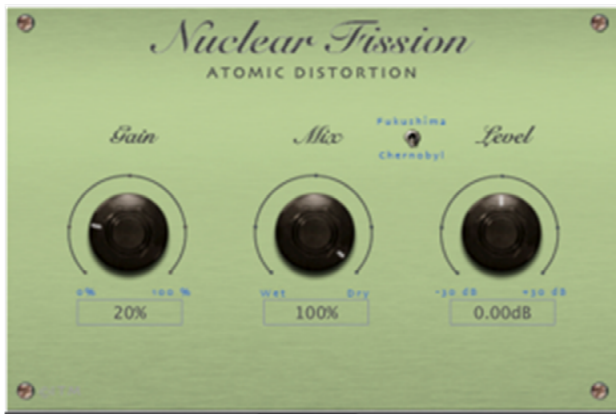 Nuclear Fission
ATOMIC DISTORTION
Fukushima
Gain Mix Level
Chernobyl
0% 100 % Wet Dry -30 dB +30 dB
20% 100% 0.00dB